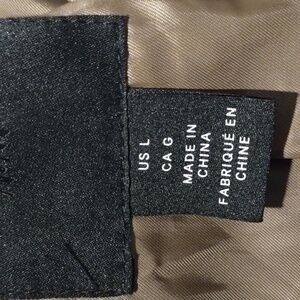 US L
CA G
MADE IN
CHINA
FABRIQUÉ EN
CHINE